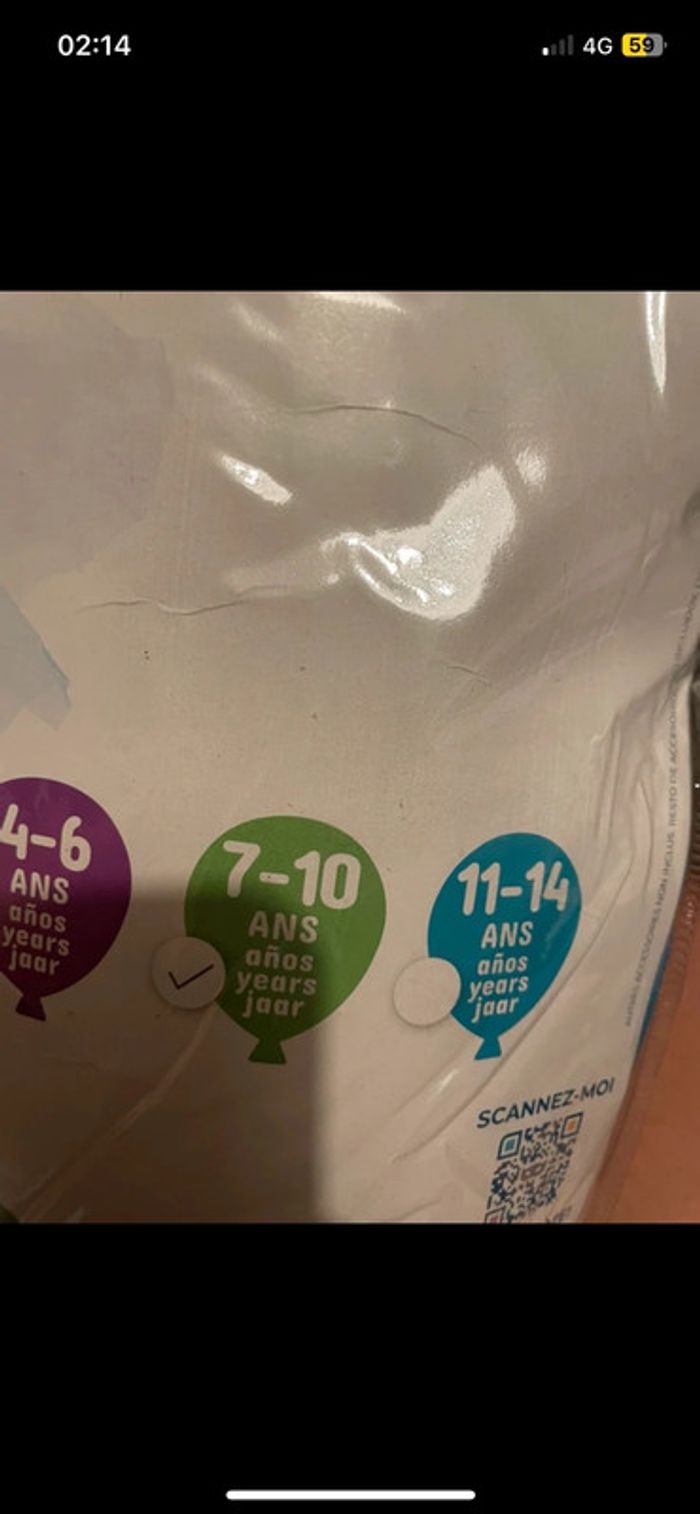 02:14
4G 59
4-6
ANS
años
years
jaar
7-10
ANS
años
years
jaar
11-14
ANS
años
years
jaar
SCANNEZ-MOI